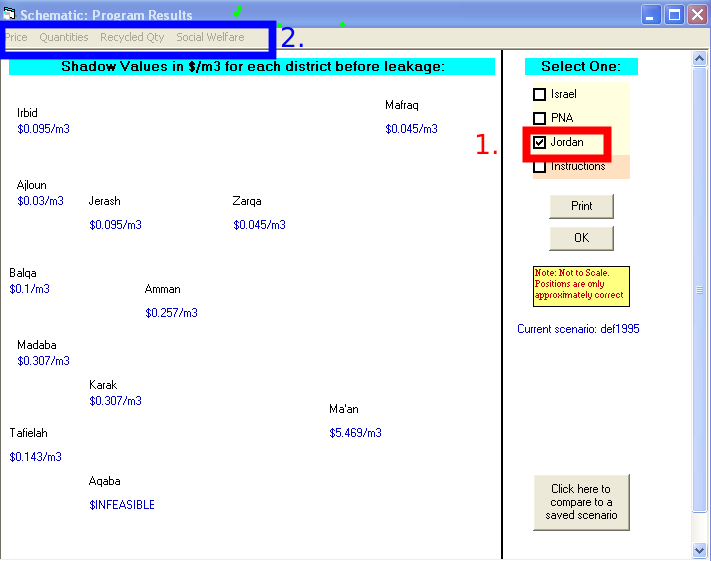 Schematic: Program Results
Price Quantities Recycled Qty Social Welfare
2.
Shadow Values in $/m3 for each district before leakage:
Select One:
Israel
PNA
1.
Jordan
Instructions
Irbid
$0.095/m3
Mafraq
$0.045/m3
Ajloun
$0.03/m3
Jerash
$0.095/m3
Zarqa
$0.045/m3
Balqa
$0.1/m3
Amman
$0.257/m3
Madaba
$0.307/m3
Karak
$0.307/m3
Ma'an
$5.469/m3
Tafielah
$0.143/m3
Aqaba
$INFEASIBLE
Print
OK
Note: Not to Scale.
Positions are only
approximately correct
Current scenario: def1995
Click here to
compare to a
saved scenario